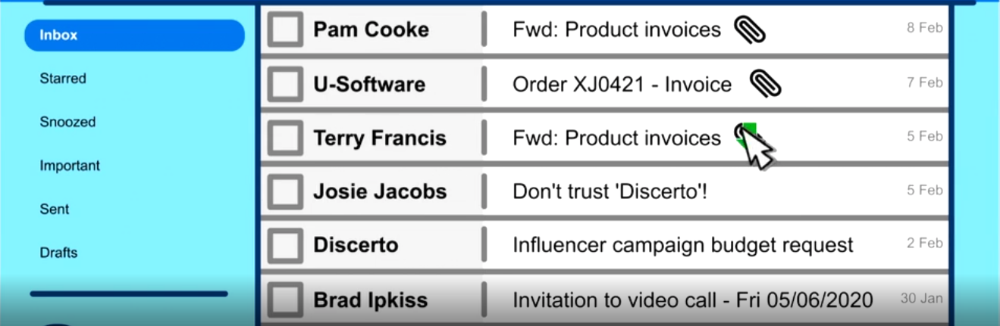 Inbox
Starred
Snoozed
Important
Sent
Drafts
Pam Cooke Fwd: Product invoices 8 Feb
U-Software Order XJ0421 - Invoice 7 Feb
Terry Francis Fwd: Product invoices 5 Feb
Josie Jacobs Don't trust 'Discerto'! 5 Feb
Discerto Influencer campaign budget request 2 Feb
Brad Ipkiss Invitation to video call - Fri 05/06/2020 30 Jan